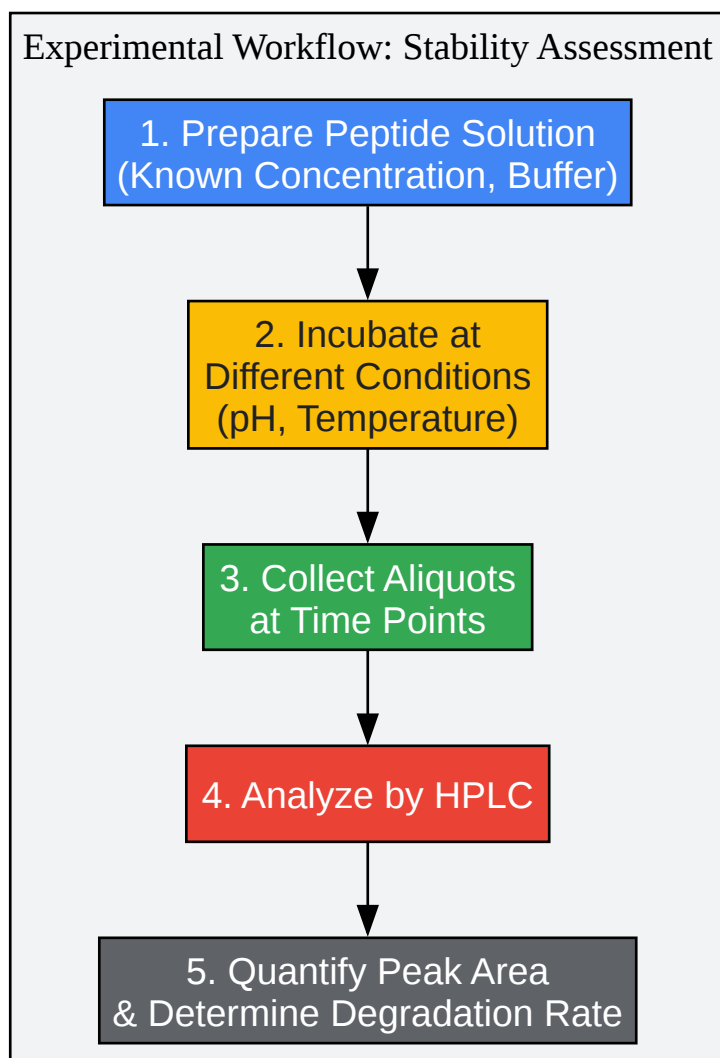 Experimental Workflow: Stability Assessment
1. Prepare Peptide Solution
(Known Concentration, Buffer)
2. Incubate at
Different Conditions
(pH, Temperature)
3. Collect Aliquots
at Time Points
4. Analyze by HPLC
5. Quantify Peak Area
& Determine Degradation Rate